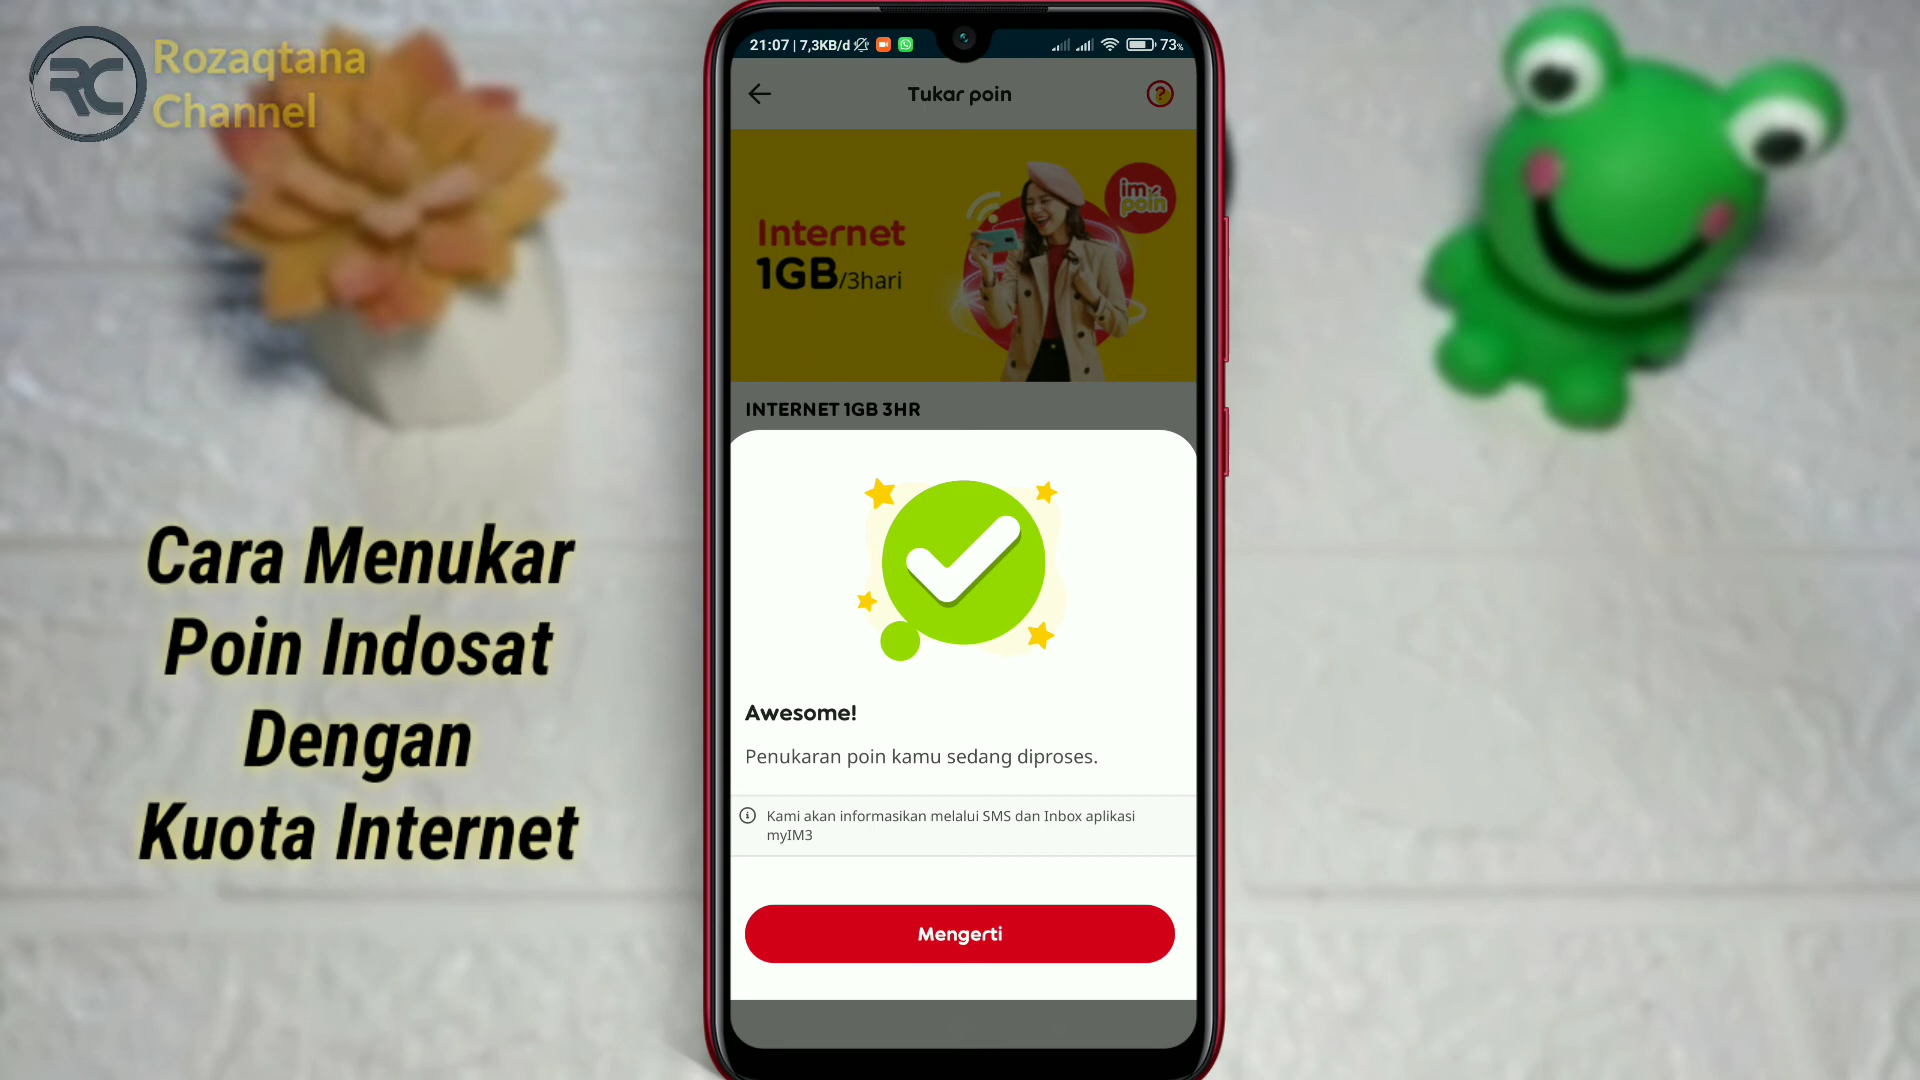 RC
Rozaqtana
Channel
21:07 | 7,3KB/d
73%
Tukar poin
?
im
poin
Internet
1GB/3hari
INTERNET 1GB 3HR
Awesome!
Penukaran poin kamu sedang diproses.
Kami akan informasikan melalui SMS dan Inbox aplikasi
myIM3
Mengerti
Cara Menukar
Poin Indosat
Dengan
Kuota Internet